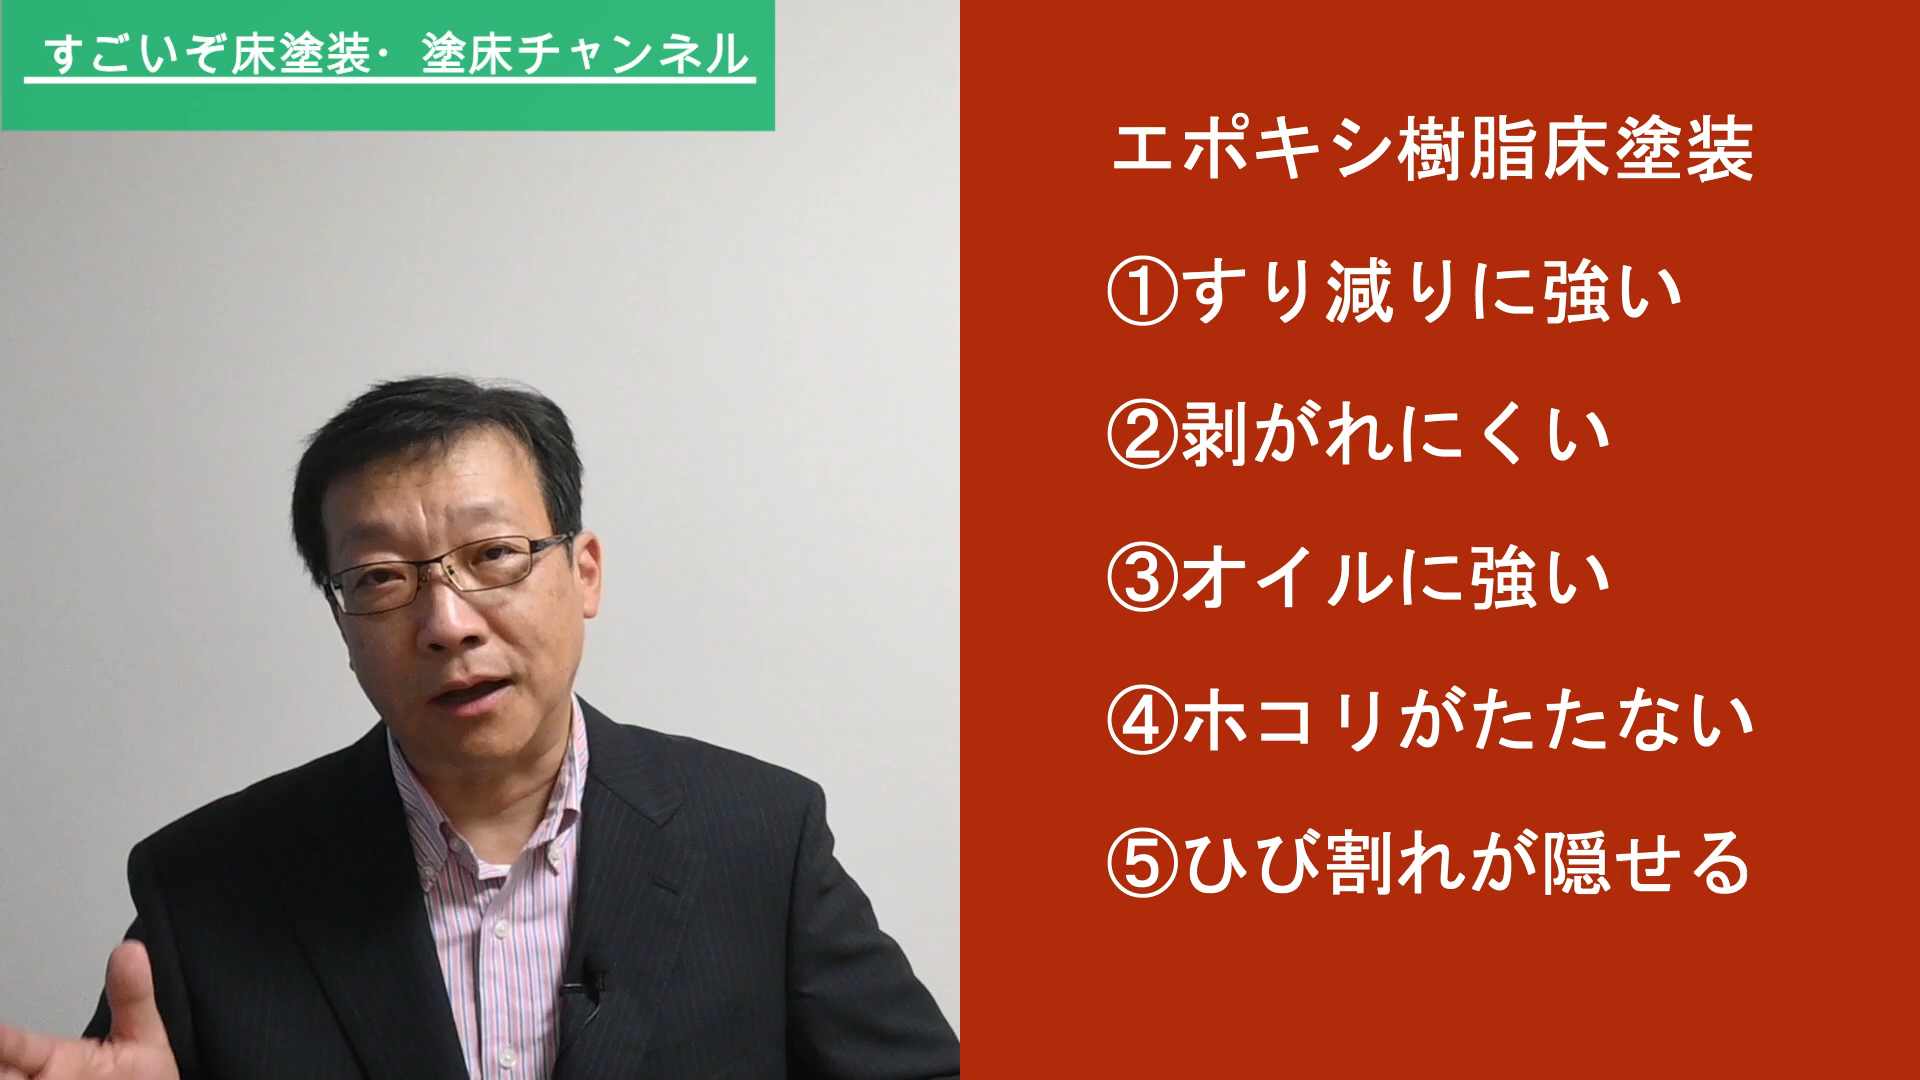 すごいぞ床塗装・塗床チャンネル
エポキシ樹脂床塗装
①すり減りに強い
②剥がれにくい
③オイルに強い
④ホコリがたたない
⑤ひび割れが隠せる